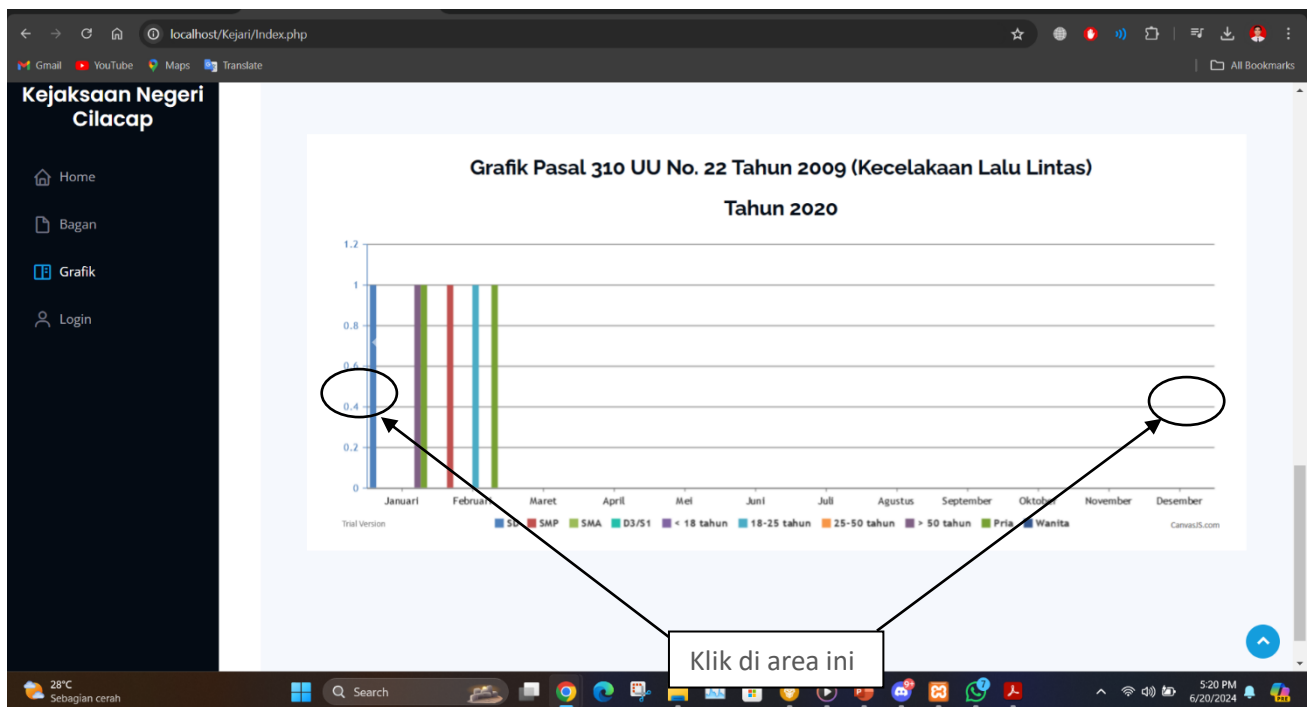 localhost/Kejari/Index.php
Gmail YouTube Maps Translate All Bookmarks
Kejaksaan Negeri
Cilacap
Home
Bagan
Grafik
Login
Grafik Pasal 310 UU No. 22 Tahun 2009 (Kecelakaan Lalu Lintas)
Tahun 2020
1.2
1
0.8
0.6
0.4
0.2
0
Januari Februari Maret April Mei Juni Juli Agustus September Oktober November Desember
Trial Version SD SMP SMA D3/S1 < 18 tahun 18-25 tahun 25-50 tahun > 50 tahun Pria Wanita CanvasJS.com
Klik di area ini
28°C
Sebagian cerah
Search
5:20 PM
6/20/2024